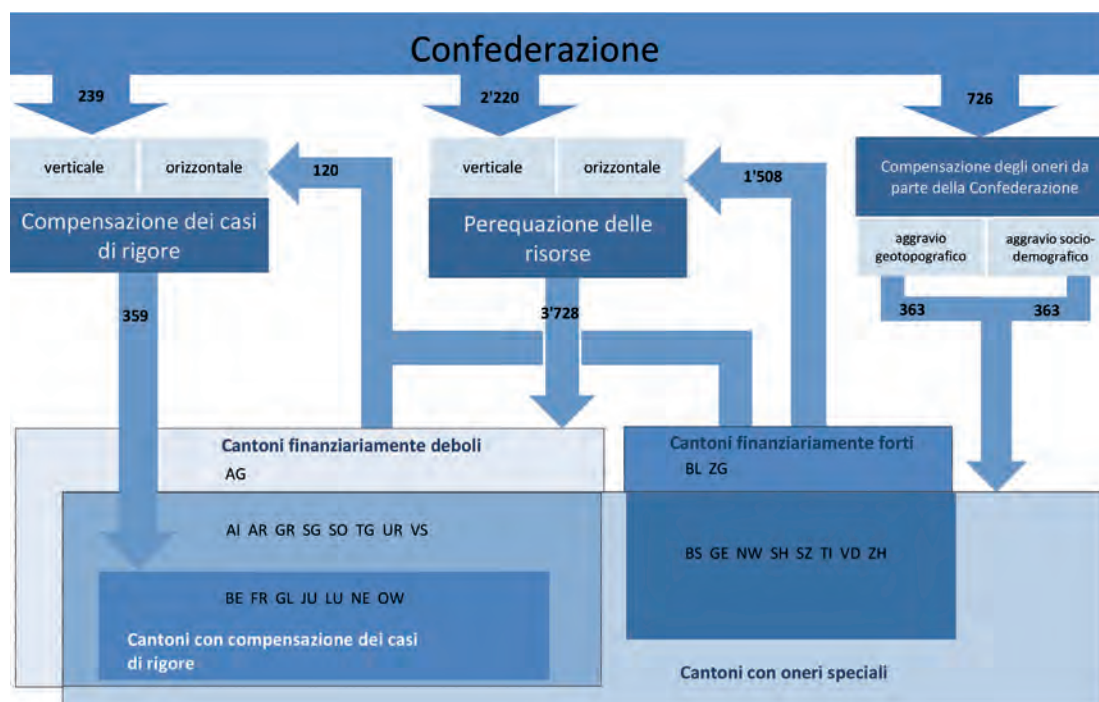 Confederazione
239
2'220
726
verticale
orizzontale
120
verticale
orizzontale
1'508
Compensazione degli oneri da
parte della Confederazione
Compensazione dei casi
di rigore
Perequazione delle
risorse
aggravio
geotopografico
aggravio socio-
demografico
359
3'728
363
363
Cantoni finanziariamente deboli
AG
Cantoni finanziariamente forti
BL ZG
AI AR GR SG SO TG UR VS
BS GE NW SH SZ TI VD ZH
BE FR GL JU LU NE OW
Cantoni con compensazione dei casi
di rigore
Cantoni con oneri speciali